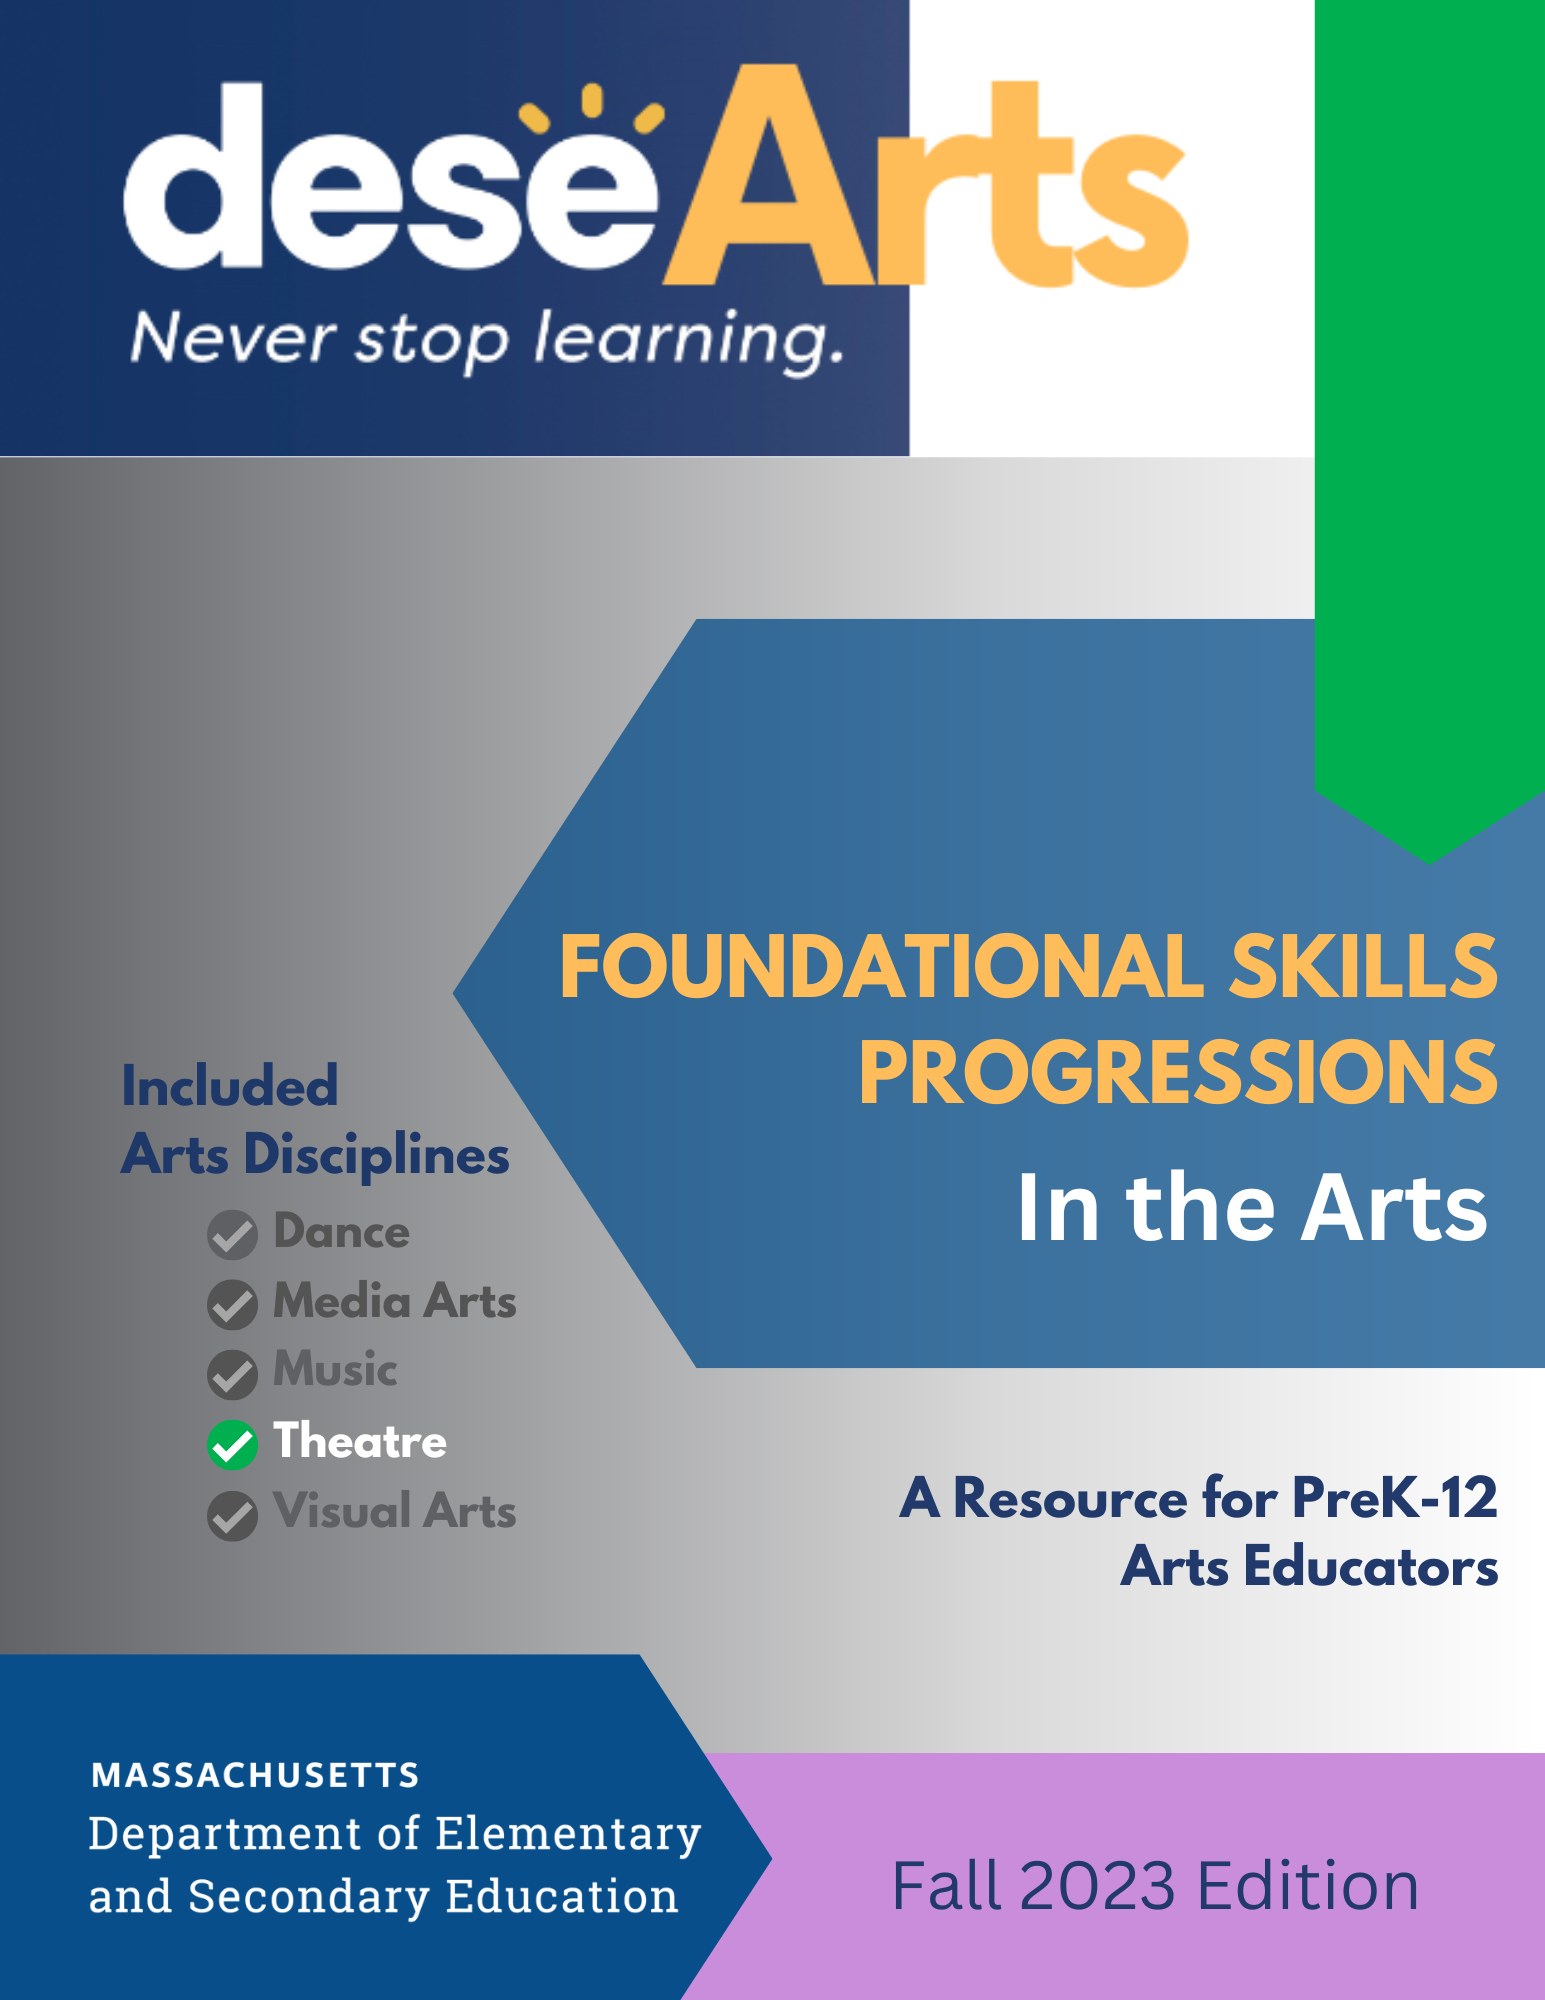 deseArts
Never stop learning.
FOUNDATIONAL SKILLS
PROGRESSIONS
In the Arts
Included
Arts Disciplines
Dance
Media Arts
Music
Theatre
Visual Arts
A Resource for PreK-12
Arts Educators
MASSACHUSETTS
Department of Elementary
and Secondary Education
Fall 2023 Edition